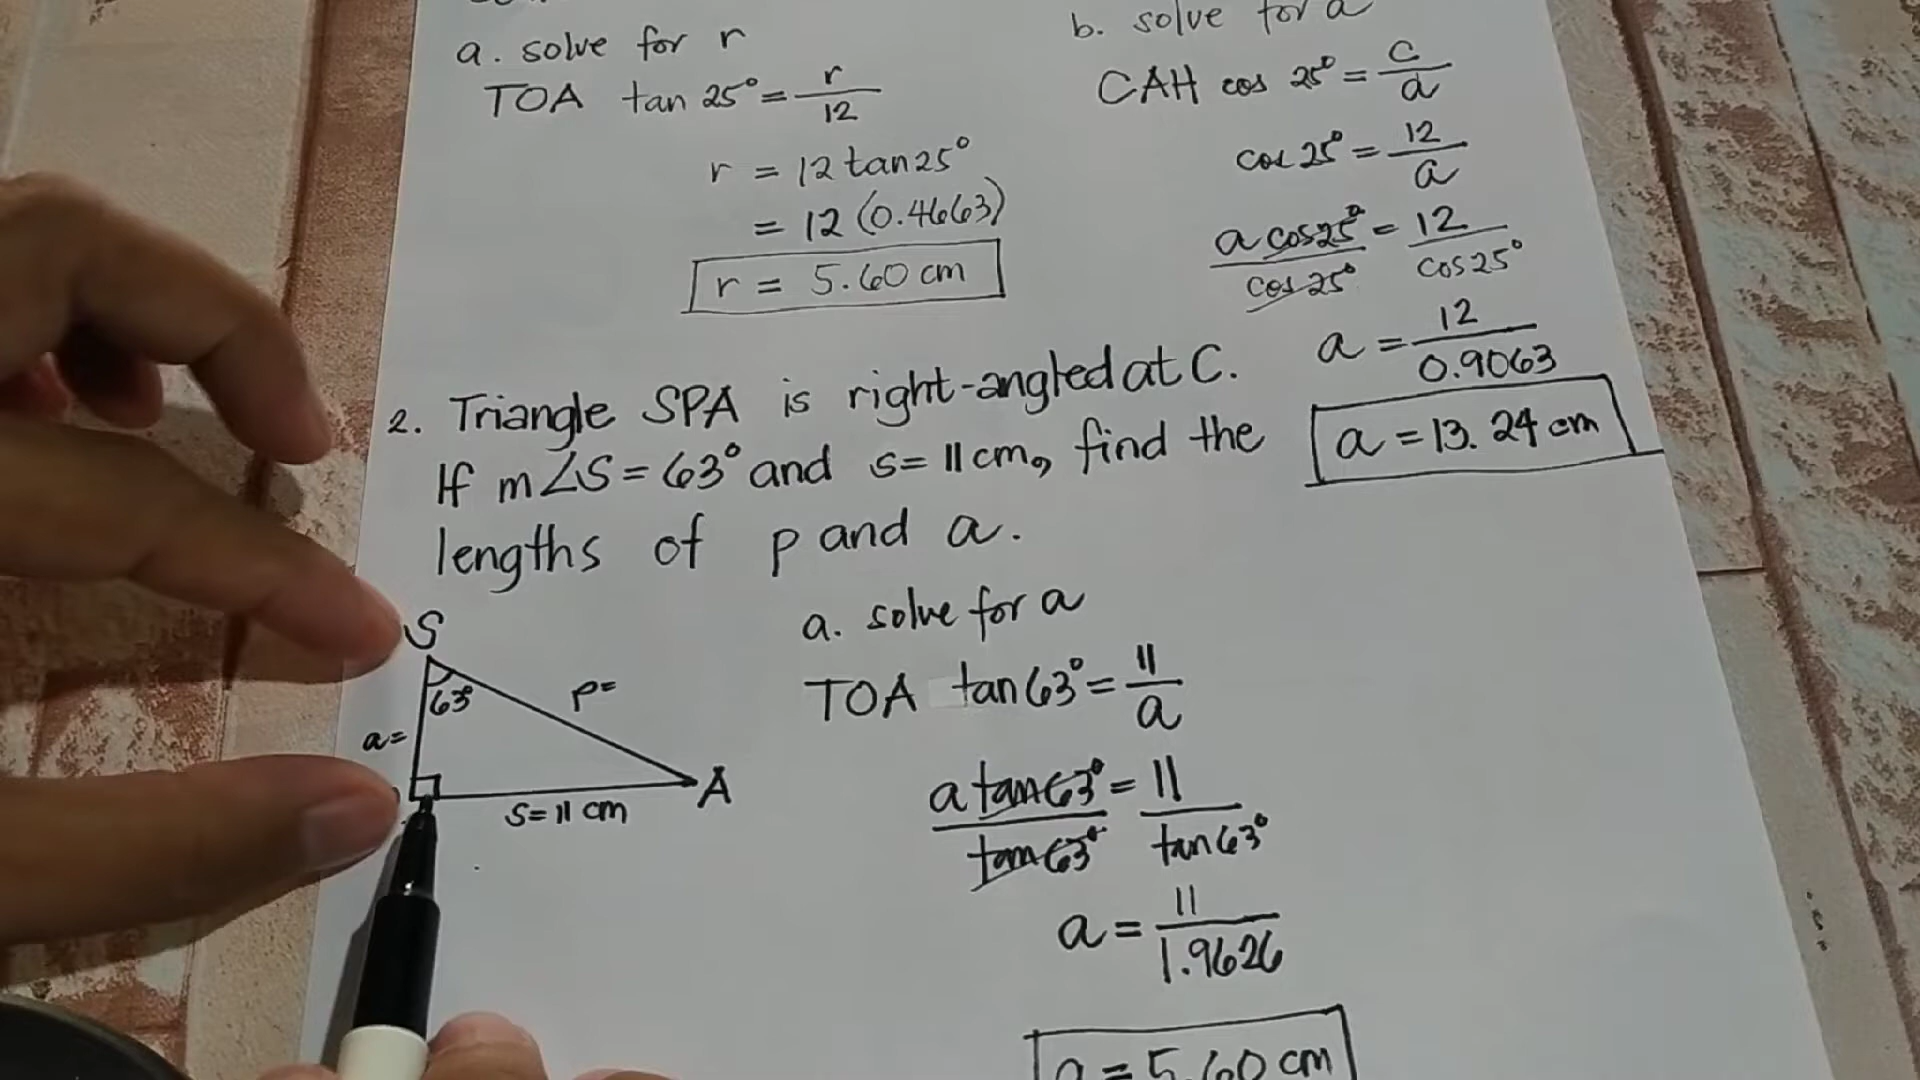 a. solve for r
TOA tan 25° = r/12
r = 12 tan 25°
= 12 (0.4663)
r = 5.60 cm
b. solve for a
CAH cos 25° = c/a
cos 25° = 12/a
a cos 25°/cos 25° = 12/cos 25°
a = 12/0.9063
a = 13.24 cm
2. Triangle SPA is right-angled at C.
If m∠S = 63° and s = 11 cm, find the
lengths of p and a.
S
63°
p=
a=
A
S = 11 cm
a. solve for a
TOA tan 63° = 11/a
a tan 63°/tan 63° = 11/tan 63°
a = 11/1.9626
a = 5.60 cm